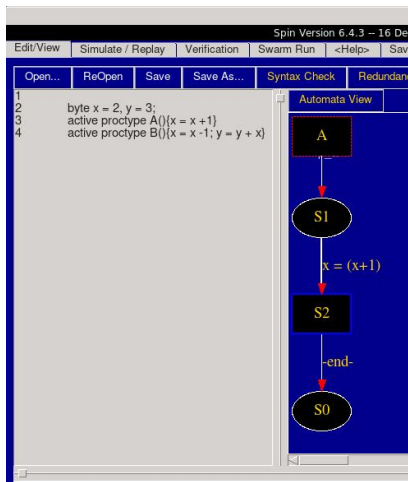 Spin Version 6.4.3 -- 16 De
Edit/View Simulate / Replay Verification Swarm Run <Help> Sav
Open... ReOpen Save Save As... Syntax Check Redundan
1
2 byte x = 2, y = 3;
3 active proctype A(){x = x +1}
4 active proctype B(){x = x -1; y = y + x}
Automata View
A
S1
x = (x+1)
S2
-end-
S0